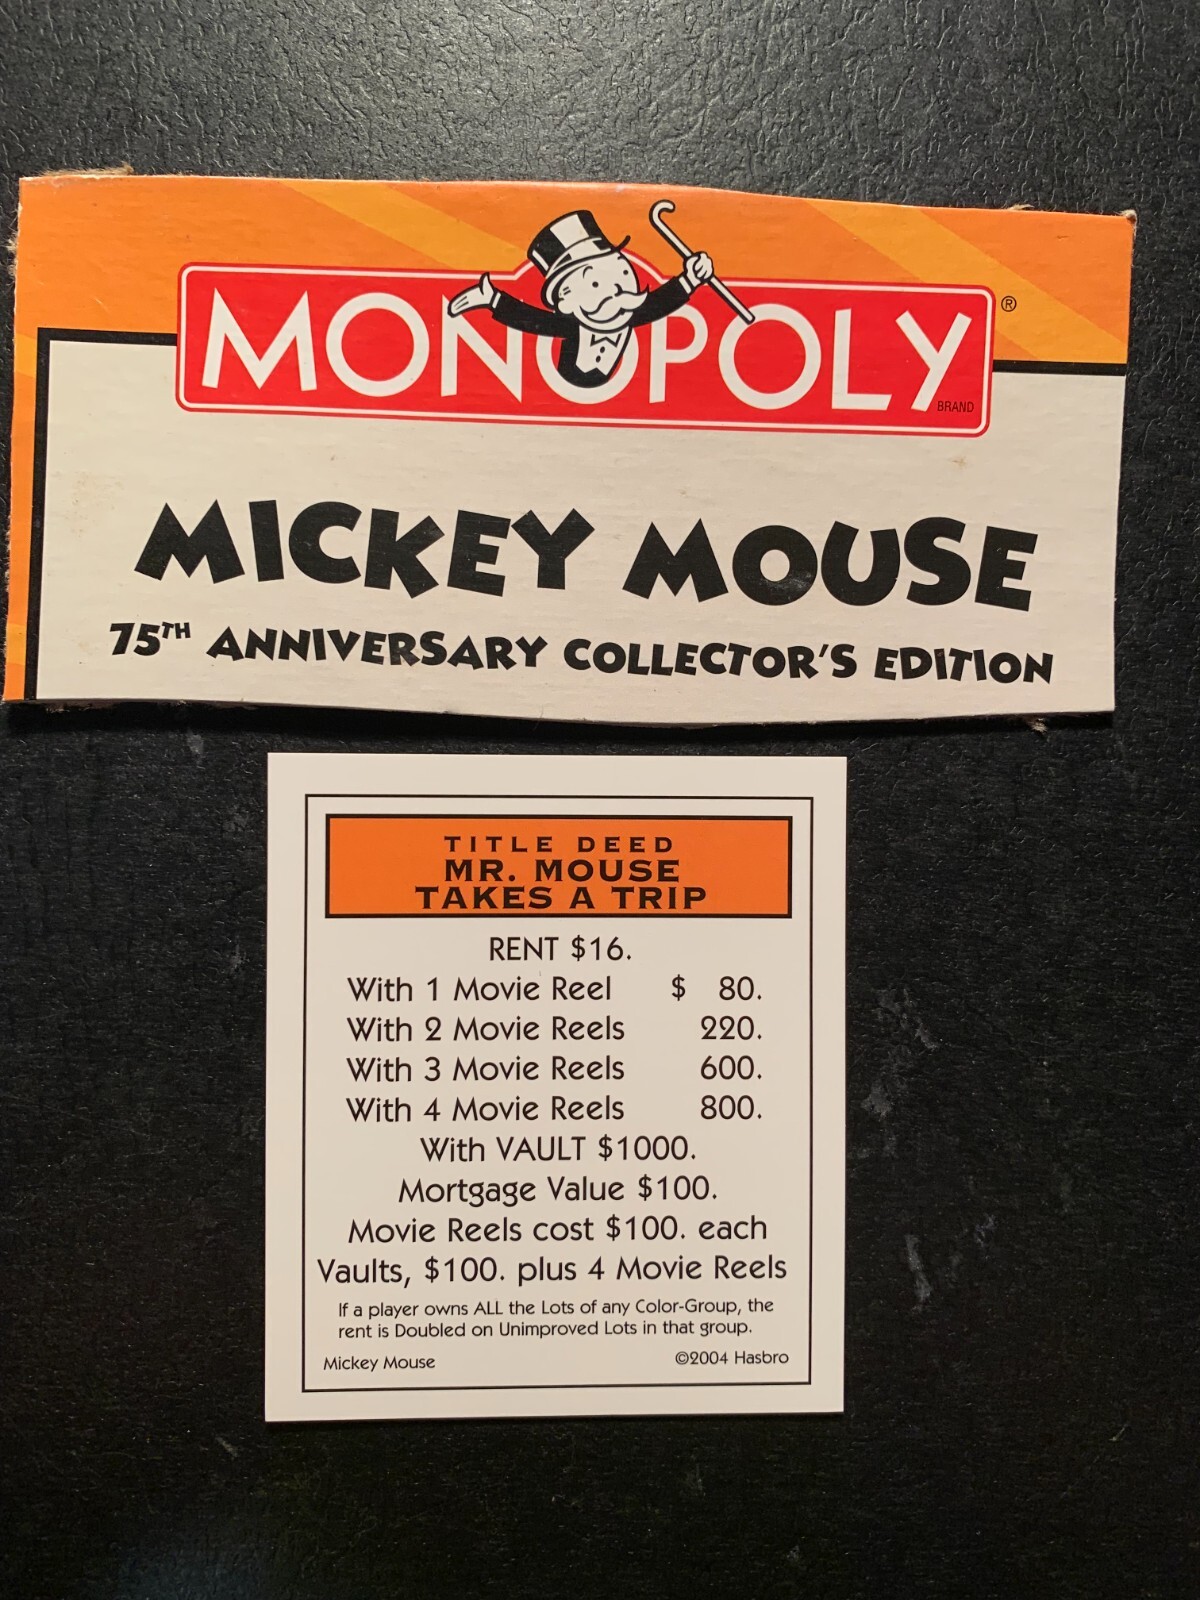 MONOPOLY®
BRAND
MICKEY MOUSE
75TH ANNIVERSARY COLLECTOR'S EDITION
TITLE DEED
MR. MOUSE
TAKES A TRIP
RENT $16.
With 1 Movie Reel $ 80.
With 2 Movie Reels 220.
With 3 Movie Reels 600.
With 4 Movie Reels 800.
With VAULT $1000.
Mortgage Value $100.
Movie Reels cost $100. each
Vaults, $100. plus 4 Movie Reels
If a player owns ALL the Lots of any Color-Group, the
rent is Doubled on Unimproved Lots in that group.
Mickey Mouse ©2004 Hasbro